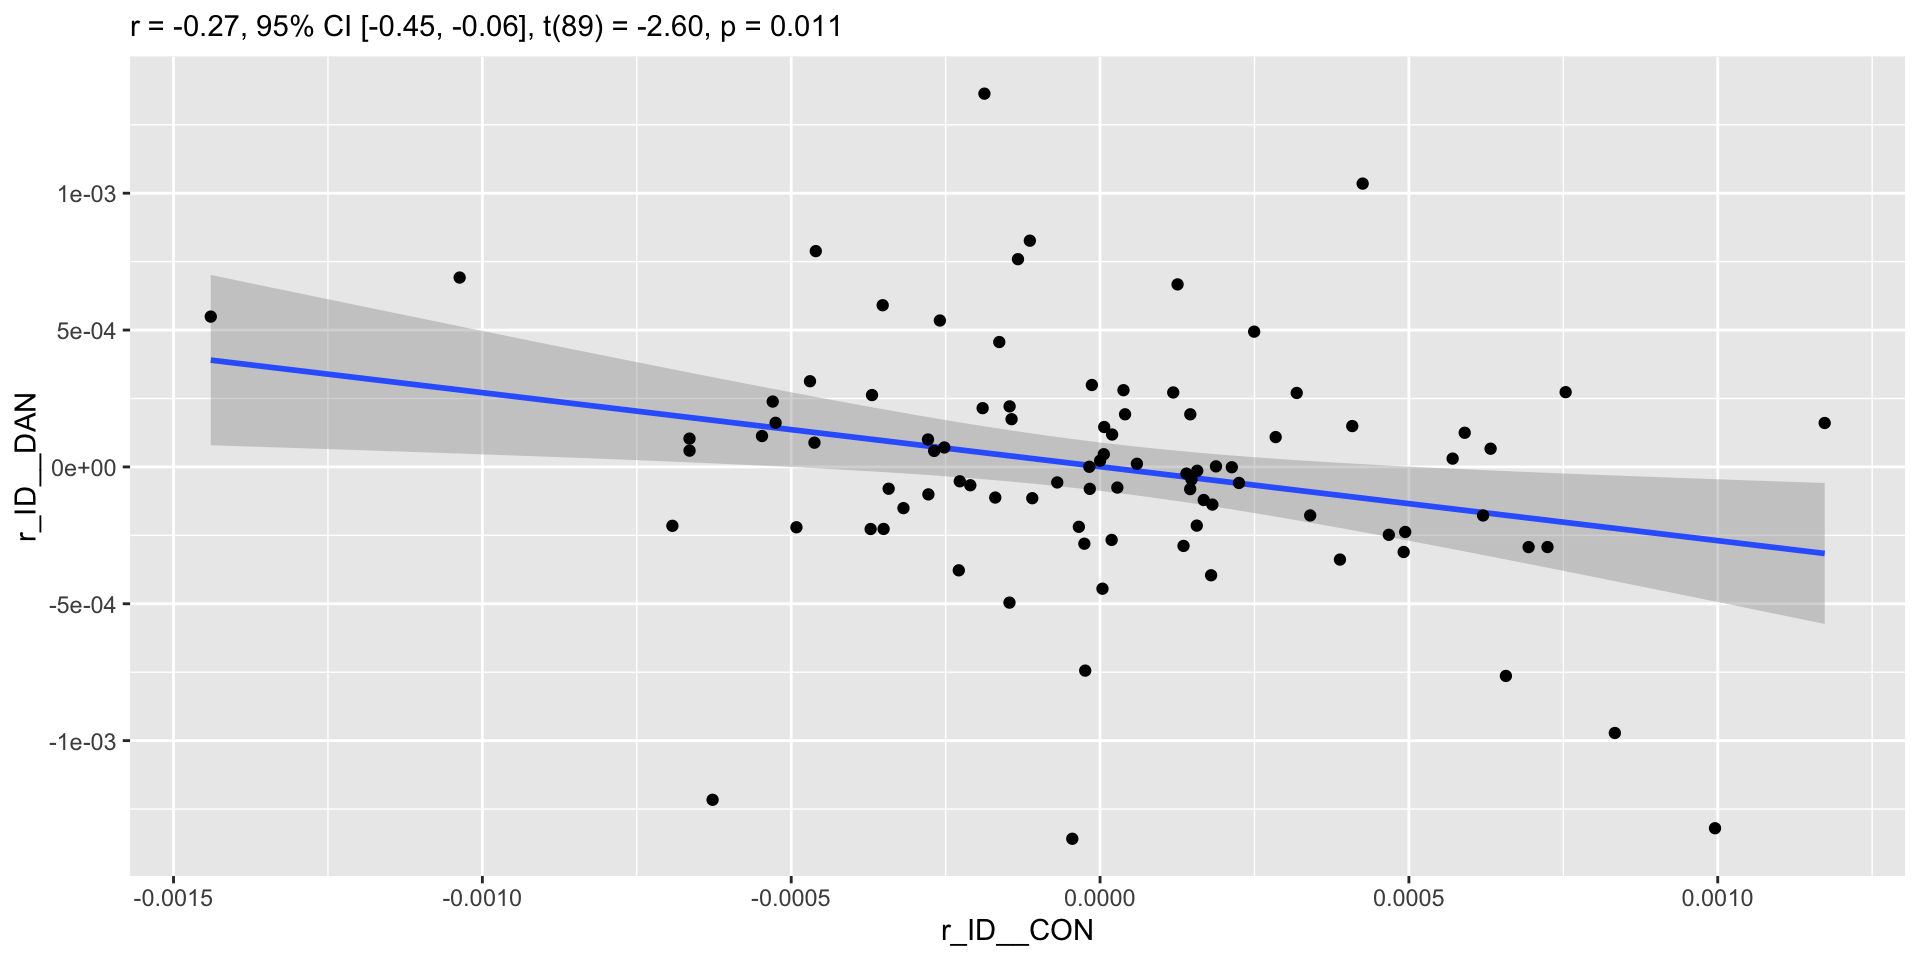 r = -0.27, 95% CI [-0.45, -0.06], t(89) = -2.60, p = 0.011
1e-03
5e-04
0e+00
-5e-04
-1e-03
r_ID__DAN
-0.0015 -0.0010 -0.0005 0.0000 0.0005 0.0010
r_ID__CON